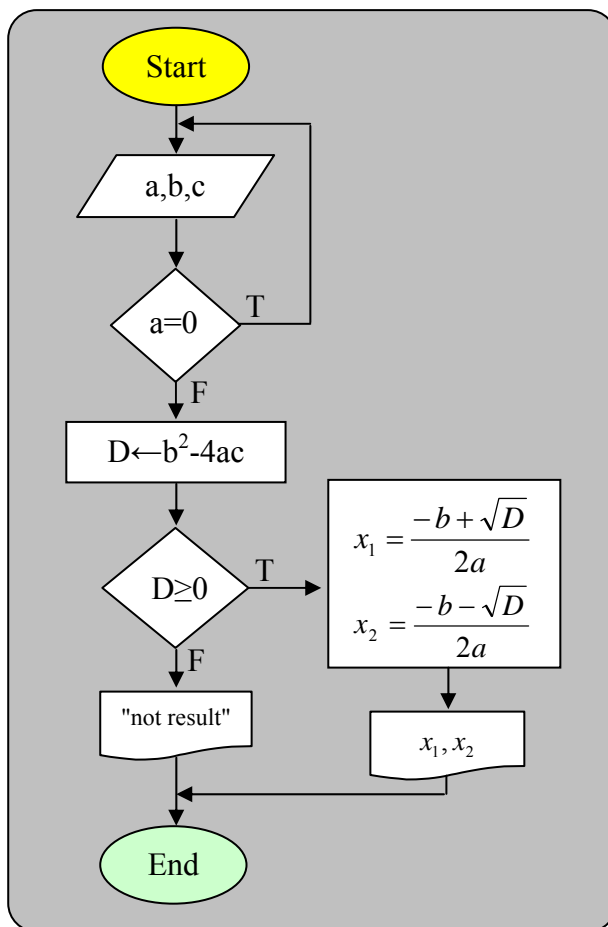 Start
a,b,c
a=0
T
F
D←b²-4ac
D≥0
T
x₁ = (-b + √D) / 2a
x₂ = (-b - √D) / 2a
F
"not result"
x₁, x₂
End